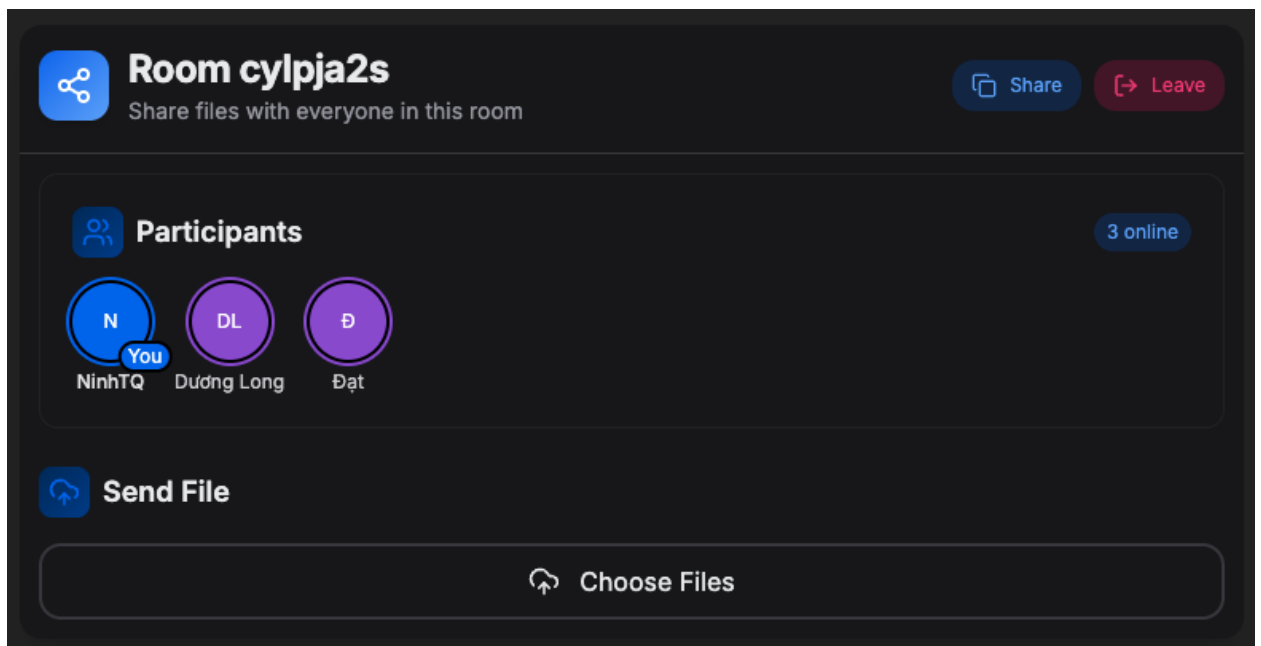 Room cylpja2s
Share files with everyone in this room
Share
Leave
Participants
3 online
N
DL
Đ
You
NinhTQ
Dương Long
Đạt
Send File
Choose Files